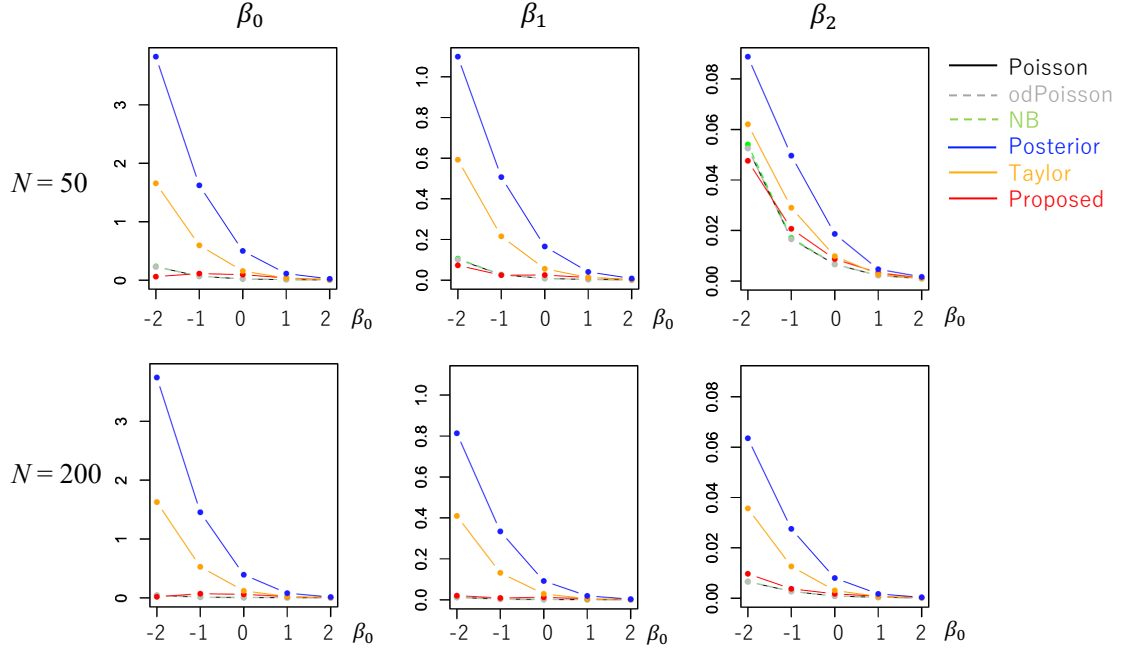 β₀ β₁ β₂
Poisson
odPoisson
NB
Posterior
Taylor
Proposed
N = 50
3
2
1
0
-2 -1 0 1 2 β₀
1.0
0.8
0.6
0.4
0.2
0.0
-2 -1 0 1 2 β₀
0.08
0.06
0.04
0.02
0.00
-2 -1 0 1 2 β₀
N = 200
3
2
1
0
-2 -1 0 1 2 β₀
1.0
0.8
0.6
0.4
0.2
0.0
-2 -1 0 1 2 β₀
0.08
0.06
0.04
0.02
0.00
-2 -1 0 1 2 β₀